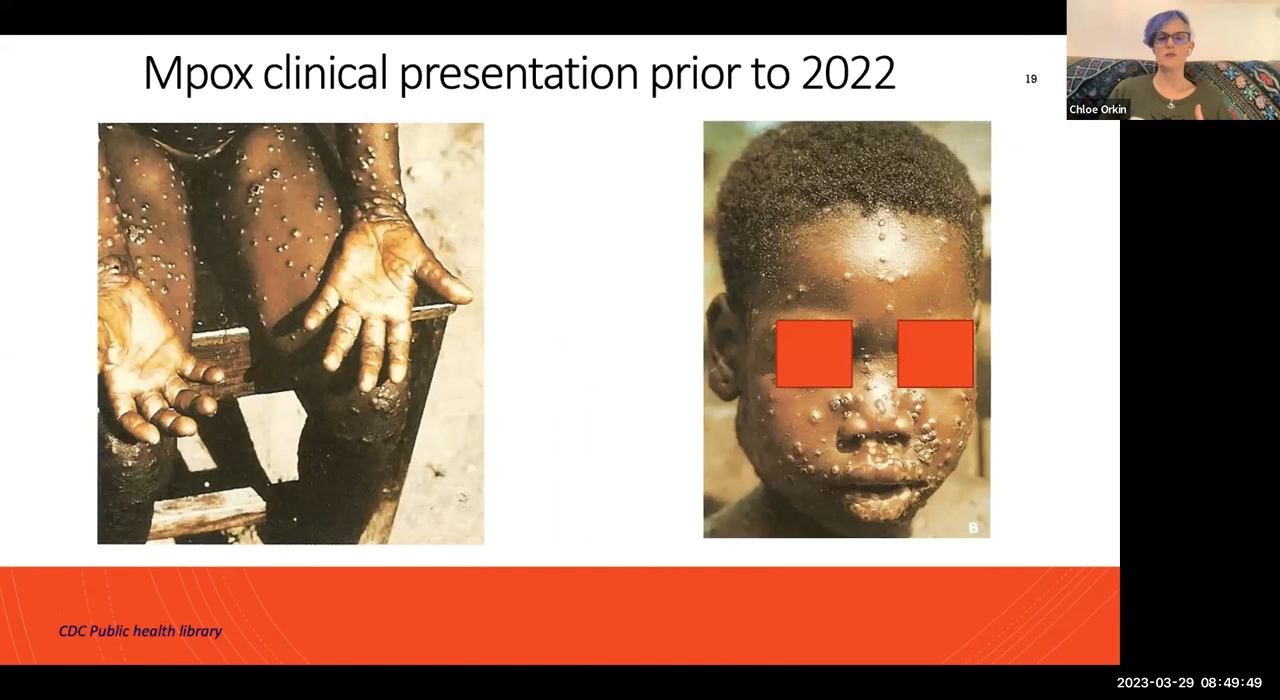 Mpox clinical presentation prior to 2022
19
Chloe Orkin
B
CDC Public health library
2023-03-29 08:49:49